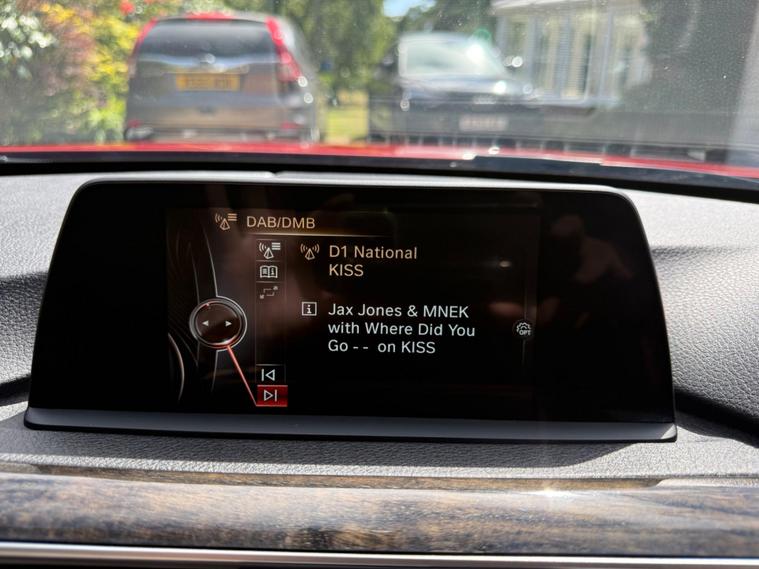 DAB/DMB
D1 National
KISS
Jax Jones & MNEK
with Where Did You
Go -- on KISS
OPT